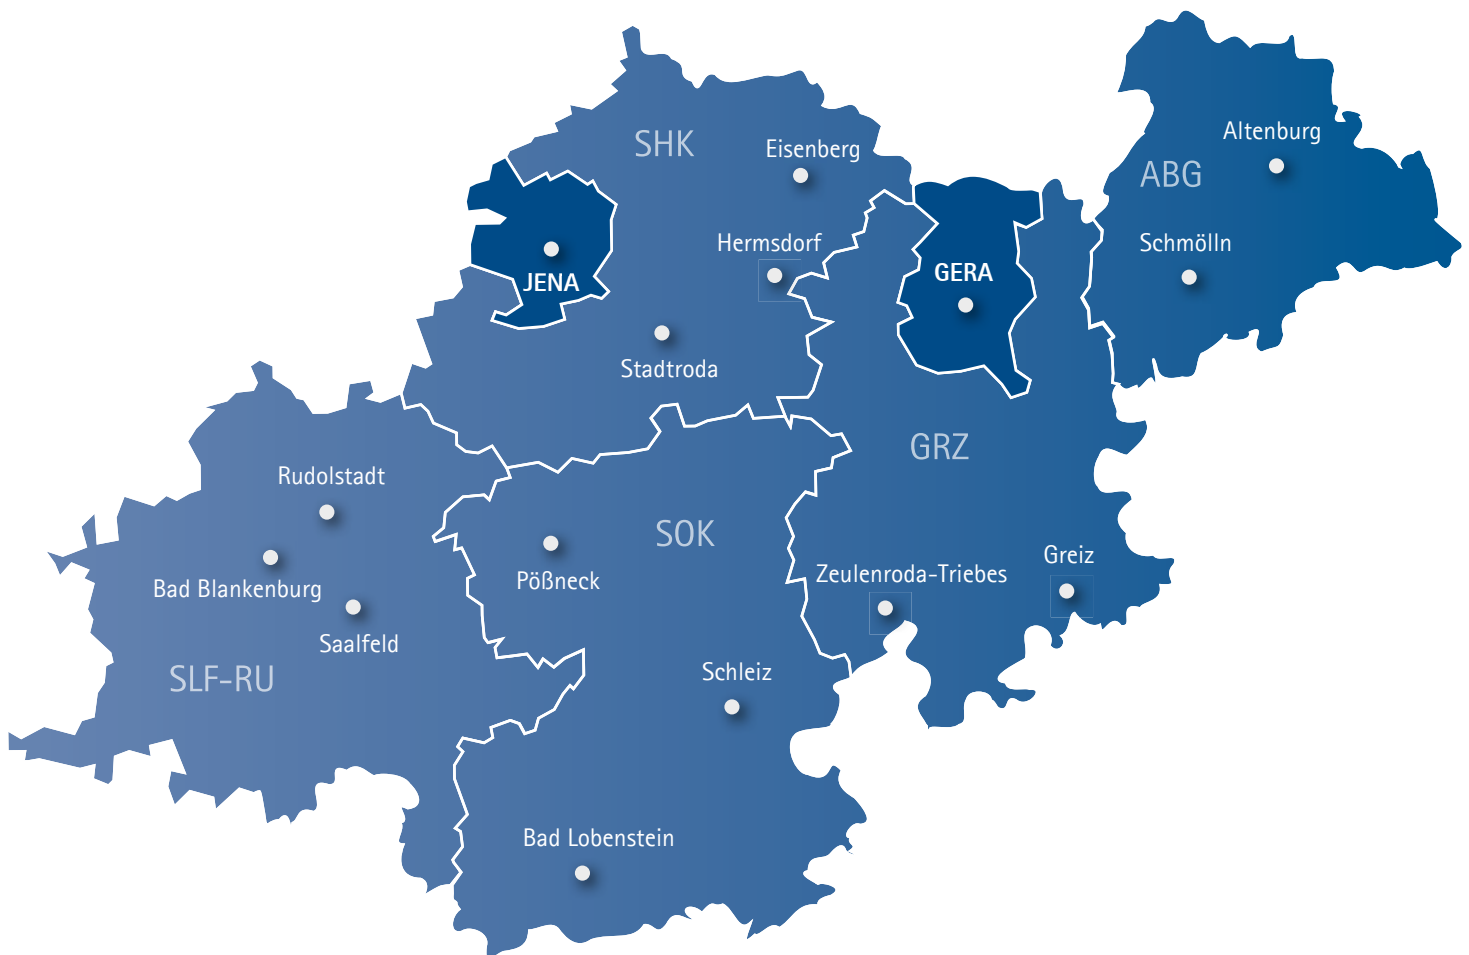 SHK
Eisenberg
Altenburg
ABG
Hermsdorf
Schmölln
JENA
GERA
Stadtroda
GRZ
Rudolstadt
SOK
Greiz
Zeulenroda-Triebes
Pößneck
Bad Blankenburg
Saalfeld
SLF-RU
Schleiz
Bad Lobenstein